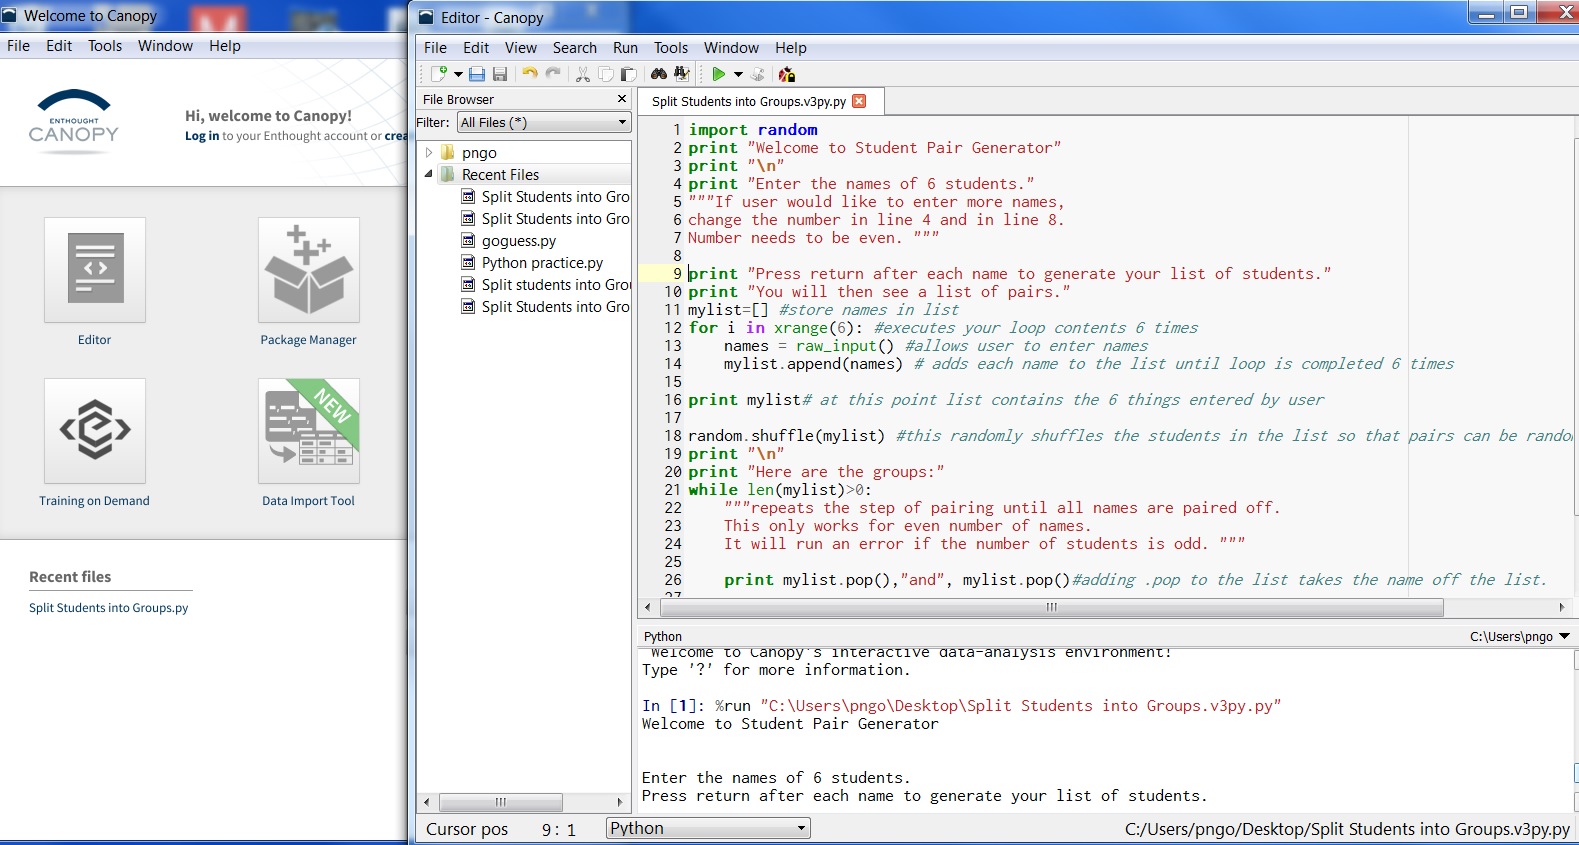 Welcome to Canopy
File Edit Tools Window Help
ENTHOUGHT
CANOPY
Hi, welcome to Canopy!
Log in to your Enthought account or crea
Editor
Package Manager
NEW
Training on Demand
Data Import Tool
Recent files
Split Students into Groups.py
Editor - Canopy
File Edit View Search Run Tools Window Help
File Browser
Filter: All Files (*)
pngo
Recent Files
Split Students into Gro
Split Students into Gro
goguess.py
Python practice.py
Split students into Gro
Split Students into Gro
Split Students into Groups.v3py.py
1 import random
2 print "Welcome to Student Pair Generator"
3 print "\n"
4 print "Enter the names of 6 students."
5 """If user would like to enter more names,
6 change the number in line 4 and in line 8.
7 Number needs to be even. """
8
9 print "Press return after each name to generate your list of students."
10 print "You will then see a list of pairs."
11 mylist=[] #store names in list
12 for i in xrange(6): #executes your loop contents 6 times
13     names = raw_input() #allows user to enter names
14     mylist.append(names) # adds each name to the list until loop is completed 6 times
15
16 print mylist# at this point list contains the 6 things entered by user
17
18 random.shuffle(mylist) #this randomly shuffles the students in the list so that pairs can be rando
19 print "\n"
20 print "Here are the groups:"
21 while len(mylist)>0:
22     """repeats the step of pairing until all names are paired off.
23     This only works for even number of names.
24     It will run an error if the number of students is odd. """
25
26     print mylist.pop(),"and", mylist.pop()#adding .pop to the list takes the name off the list.
27
Python
C:\Users\pngo
Welcome to Canopy's interactive data-analysis environment!
Type '?' for more information.
In [1]: %run "C:\Users\pngo\Desktop\Split Students into Groups.v3py.py"
Welcome to Student Pair Generator
Enter the names of 6 students.
Press return after each name to generate your list of students.
Cursor pos 9: 1 Python C:/Users/pngo/Desktop/Split Students into Groups.v3py.py